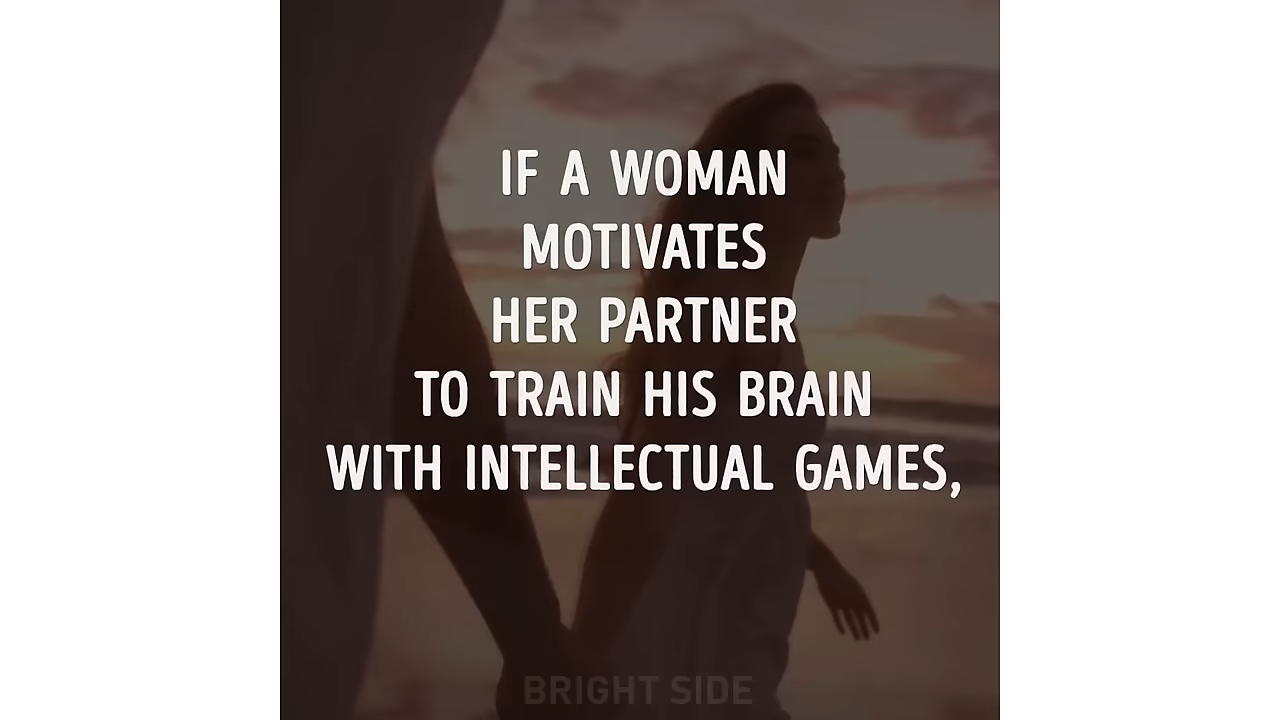 IF A WOMAN
MOTIVATES
HER PARTNER
TO TRAIN HIS BRAIN
WITH INTELLECTUAL GAMES,
BRIGHT SIDE